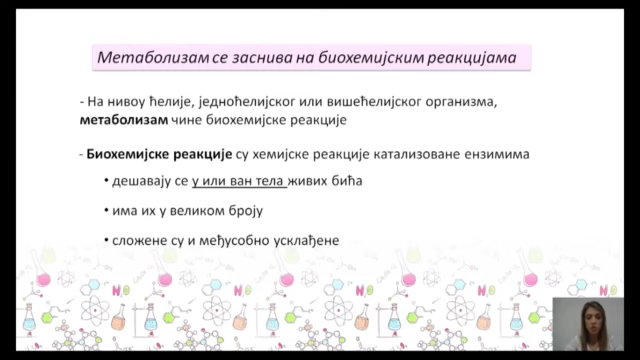 Метаболизам се заснива на биохемијским реакцијама
- На нивоу ћелије, једноћелијског или вишећелијског организма,
метаболизам чине биохемијске реакције
- Биохемијске реакције су хемијске реакције катализоване ензимима
• дешавају се у или ван тела живих бића
• има их у великом броју
• сложене су и међусобно усклађене